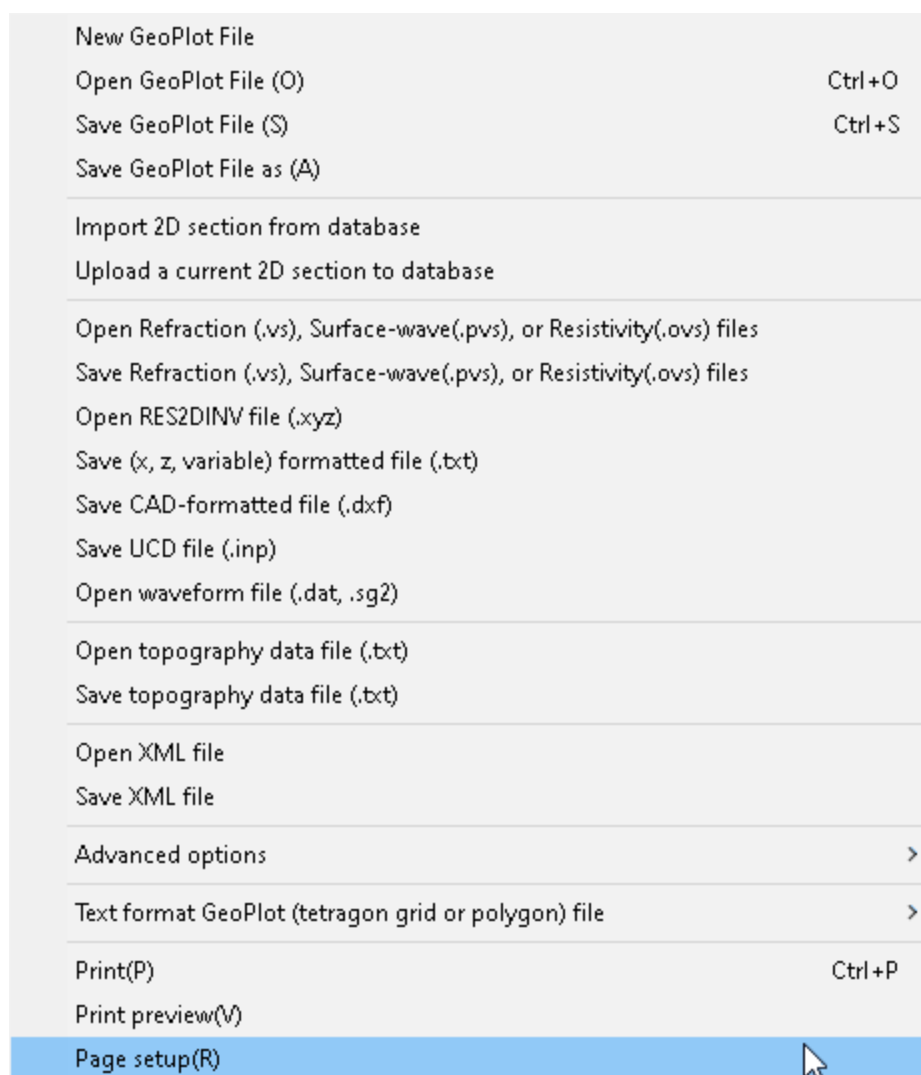 New GeoPlot File
Open GeoPlot File (O) Ctrl+O
Save GeoPlot File (S) Ctrl+S
Save GeoPlot File as (A)
Import 2D section from database
Upload a current 2D section to database
Open Refraction (.vs), Surface-wave(.pvs), or Resistivity(.ovs) files
Save Refraction (.vs), Surface-wave(.pvs), or Resistivity(.ovs) files
Open RES2DINV file (.xyz)
Save (x, z, variable) formatted file (.txt)
Save CAD-formatted file (.dxf)
Save UCD file (.inp)
Open waveform file (.dat, .sg2)
Open topography data file (.txt)
Save topography data file (.txt)
Open XML file
Save XML file
Advanced options
Text format GeoPlot (tetragon grid or polygon) file
Print(P) Ctrl+P
Print preview(V)
Page setup(R)